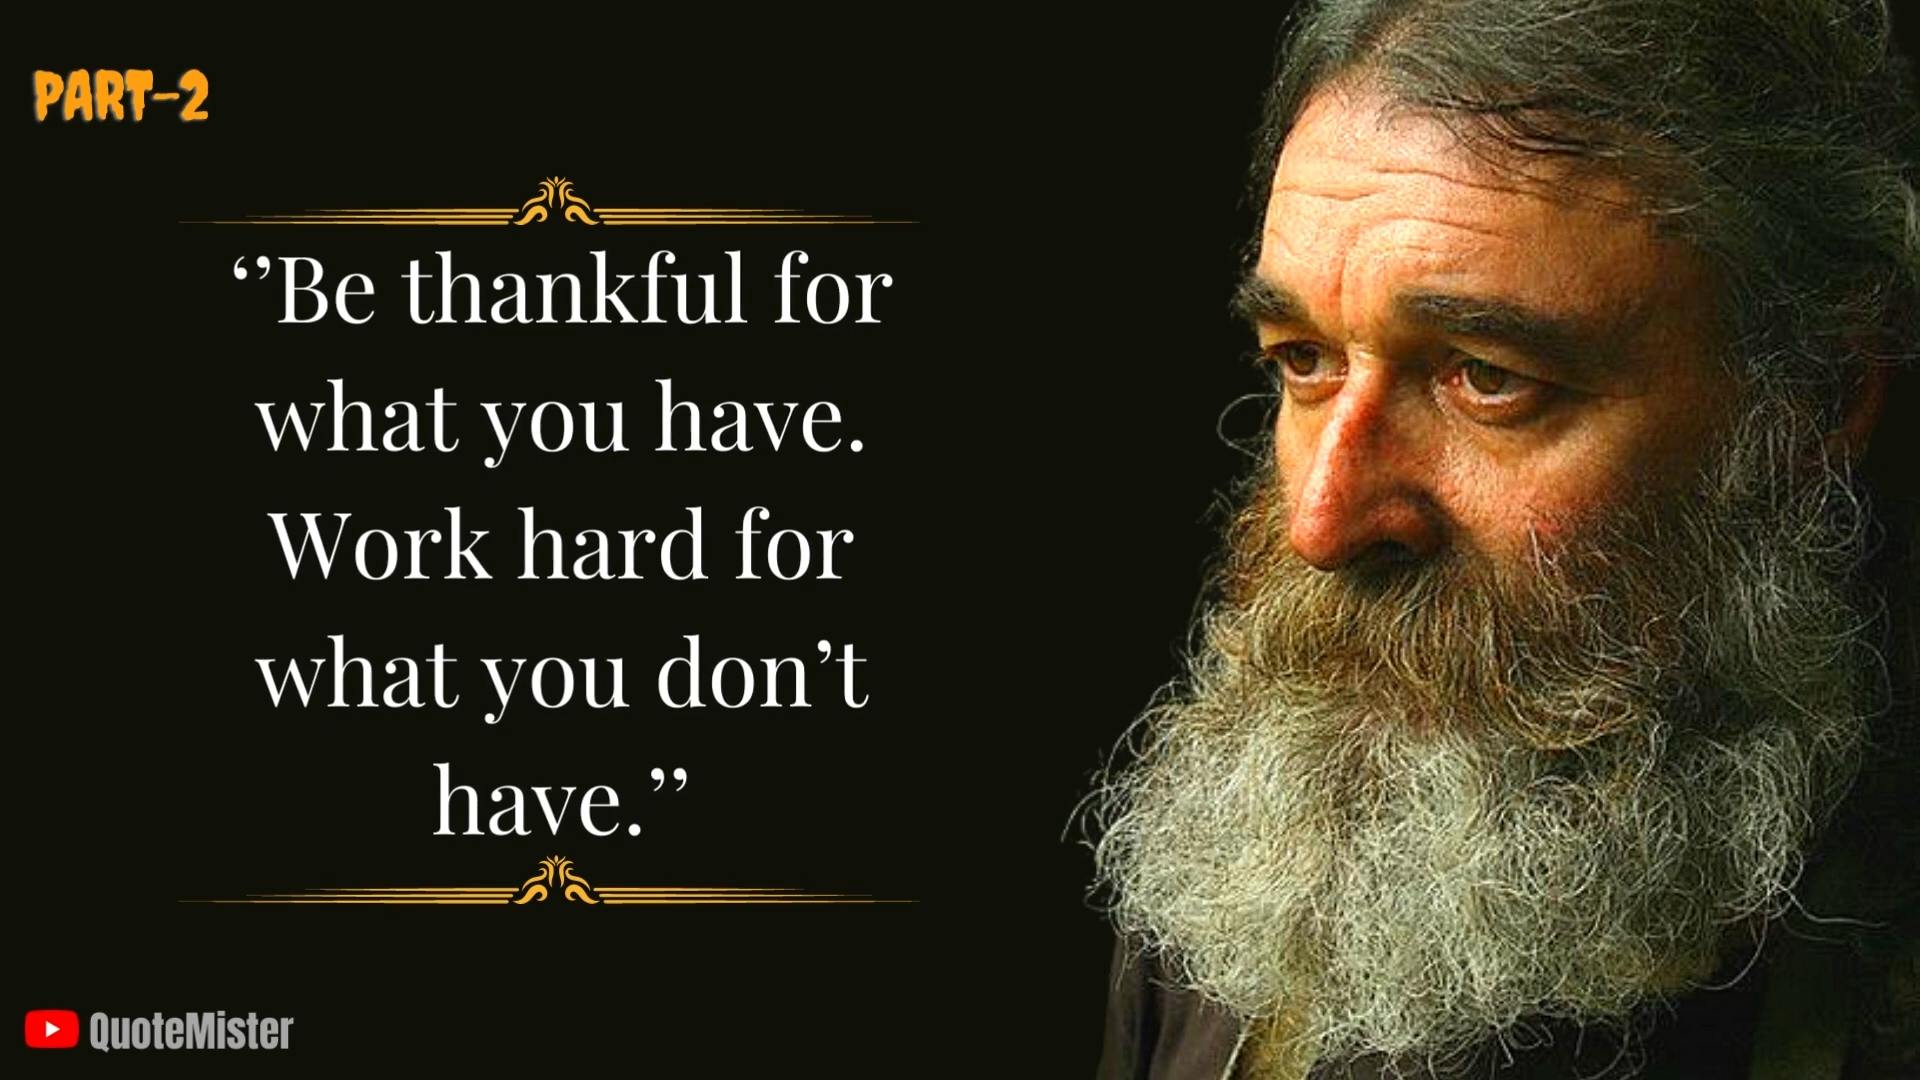 PART-2
‘’Be thankful for
what you have.
Work hard for
what you don’t
have.’’
QuoteMister